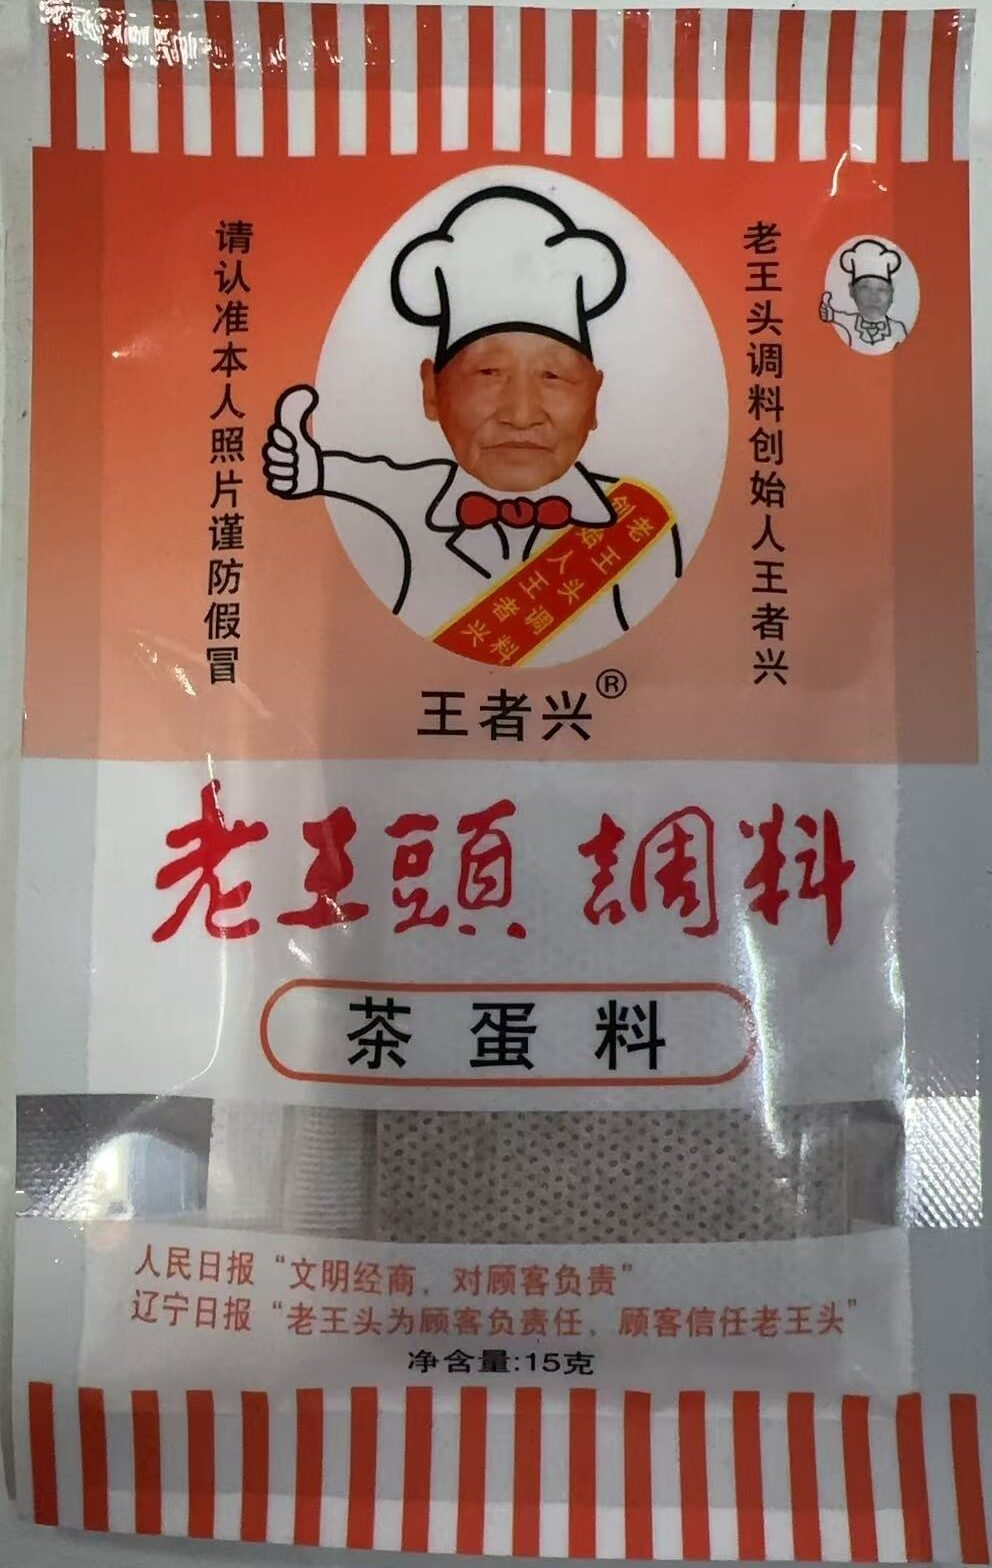 请认准本人照片谨防假冒
老王头调料创始人王者兴
老王头调料
创始人王者兴
王者兴®
老王頭 調料
茶蛋料
人民日报“文明经商，对顾客负责”
辽宁日报“老王头为顾客负责任，顾客信任老王头”
净含量:15克